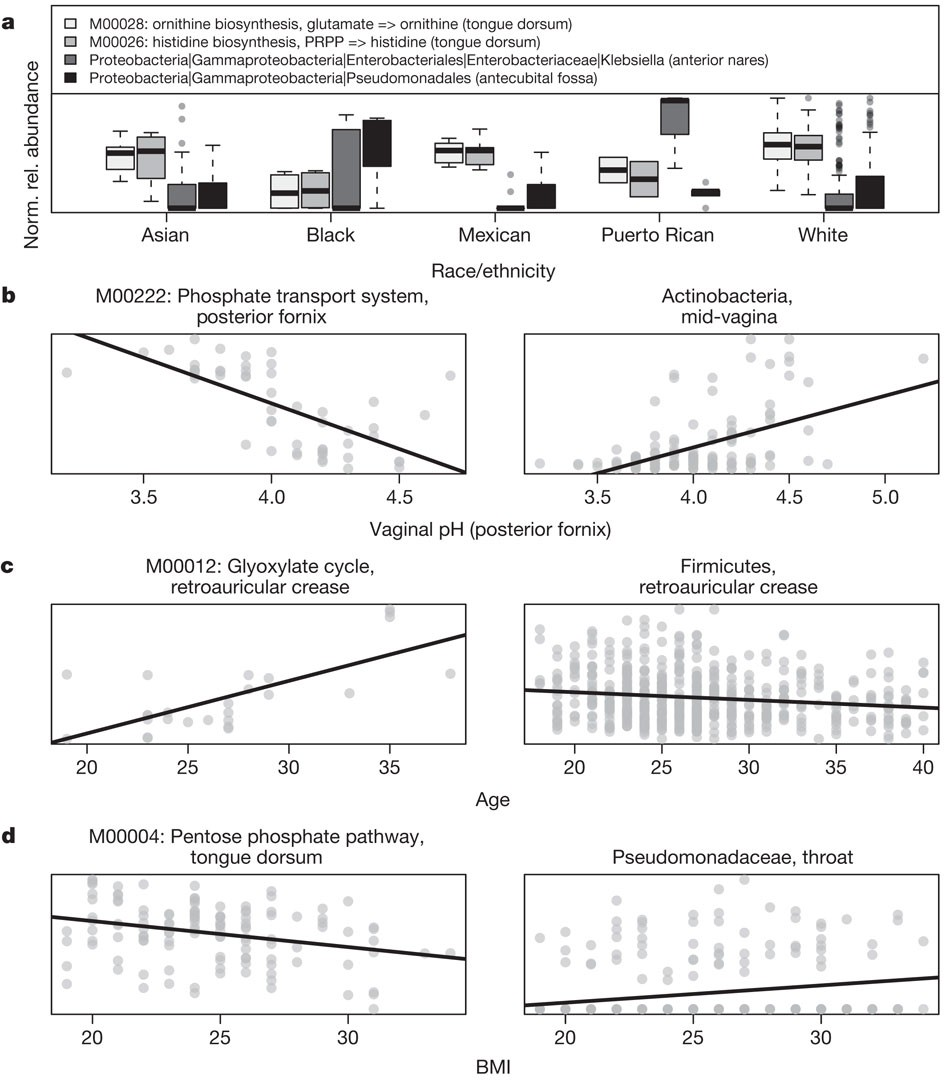 a
M00028: ornithine biosynthesis, glutamate => ornithine (tongue dorsum)
M00026: histidine biosynthesis, PRPP => histidine (tongue dorsum)
Proteobacteria|Gammaproteobacteria|Enterobacteriales|Enterobacteriaceae|Klebsiella (anterior nares)
Proteobacteria|Gammaproteobacteria|Pseudomonadales (antecubital fossa)
Norm. rel. abundance
Asian Black Mexican Puerto Rican White
Race/ethnicity
b
M00222: Phosphate transport system,
posterior fornix
Actinobacteria,
mid-vagina
3.5 4.0 4.5
3.5 4.0 4.5 5.0
Vaginal pH (posterior fornix)
c
M00012: Glyoxylate cycle,
retroauricular crease
Firmicutes,
retroauricular crease
20 25 30 35
20 25 30 35 40
Age
d
M00004: Pentose phosphate pathway,
tongue dorsum
Pseudomonadaceae, throat
20 25 30
20 25 30
BMI